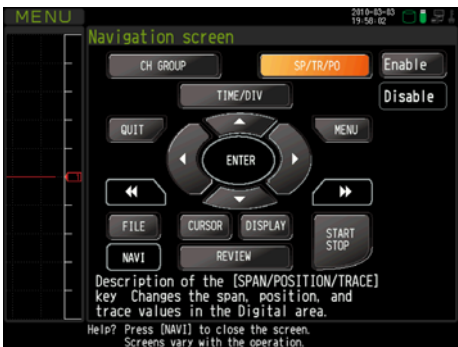 MENU
2010-03-03
19:50:02
Navigation screen
CH GROUP
SP/TR/PO
Enable
TIME/DIV
Disable
QUIT
MENU
ENTER
FILE
CURSOR
DISPLAY
START
STOP
NAVI
REVIEW
Description of the [SPAN/POSITION/TRACE]
key Changes the span, position, and
trace values in the Digital area.
Help? Press [NAVI] to close the screen.
Screens vary with the operation.